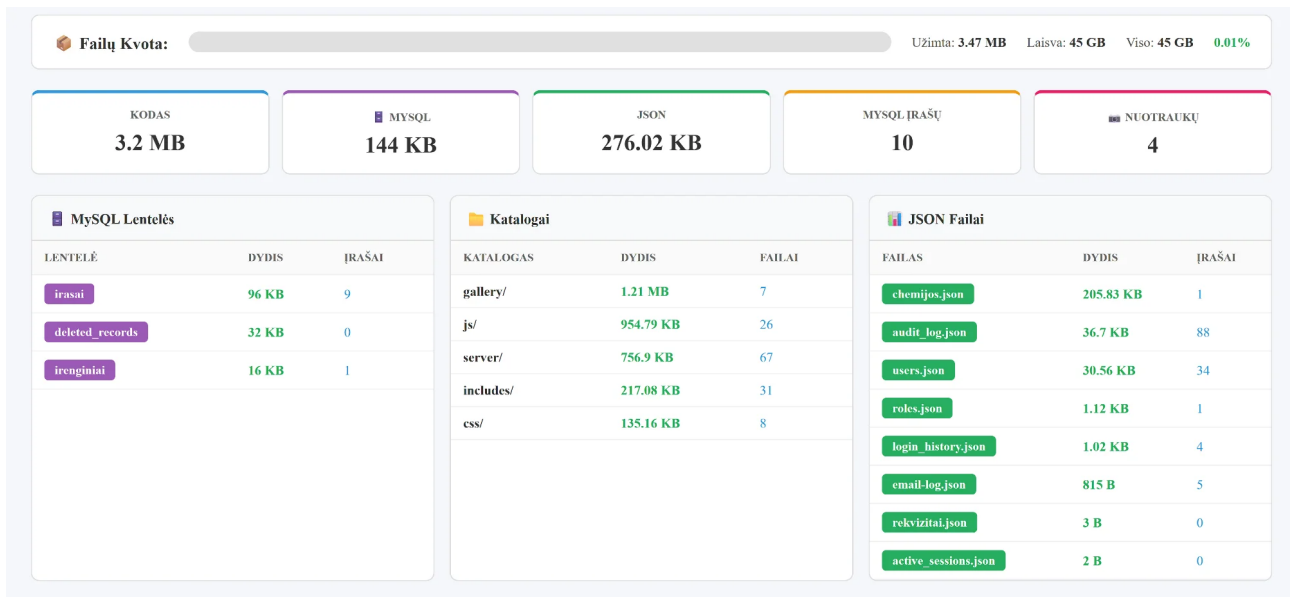 Failų Kvota: Užimta: 3.47 MB Laisva: 45 GB Viso: 45 GB 0.01%
KODAS
3.2 MB
MYSQL
144 KB
JSON
276.02 KB
MYSQL ĮRAŠŲ
10
NUOTRAUKŲ
4
MySQL Lentelės
LENTELĖ DYDIS ĮRAŠAI
irasai 96 KB 9
deleted_records 32 KB 0
irenginiai 16 KB 1
Katalogai
KATALOGAS DYDIS FAILAI
gallery/ 1.21 MB 7
js/ 954.79 KB 26
server/ 756.9 KB 67
includes/ 217.08 KB 31
css/ 135.16 KB 8
JSON Failai
FAILAS DYDIS ĮRAŠAI
chemijos.json 205.83 KB 1
audit_log.json 36.7 KB 88
users.json 30.56 KB 34
roles.json 1.12 KB 1
login_history.json 1.02 KB 4
email-log.json 815 B 5
rekvizitai.json 3 B 0
active_sessions.json 2 B 0